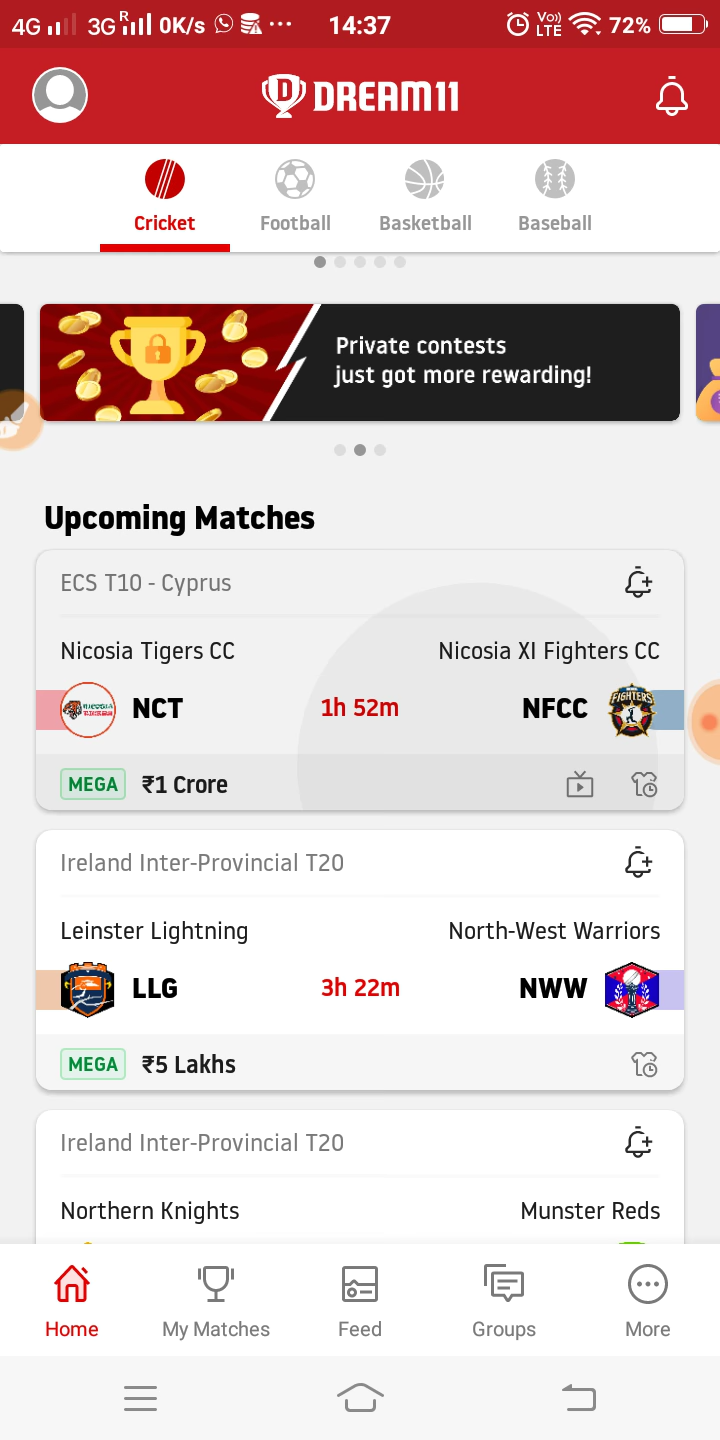 4G 3G R 0K/s ... 14:37 Vo)) LTE 72%
DREAM11
Cricket Football Basketball Baseball
Private contests
just got more rewarding!
Upcoming Matches
ECS T10 - Cyprus
Nicosia Tigers CC Nicosia XI Fighters CC
NCT 1h 52m NFCC
FIGHTERS
MEGA ₹1 Crore
Ireland Inter-Provincial T20
Leinster Lightning North-West Warriors
LLG 3h 22m NWW
MEGA ₹5 Lakhs
Ireland Inter-Provincial T20
Northern Knights Munster Reds
Home My Matches Feed Groups More